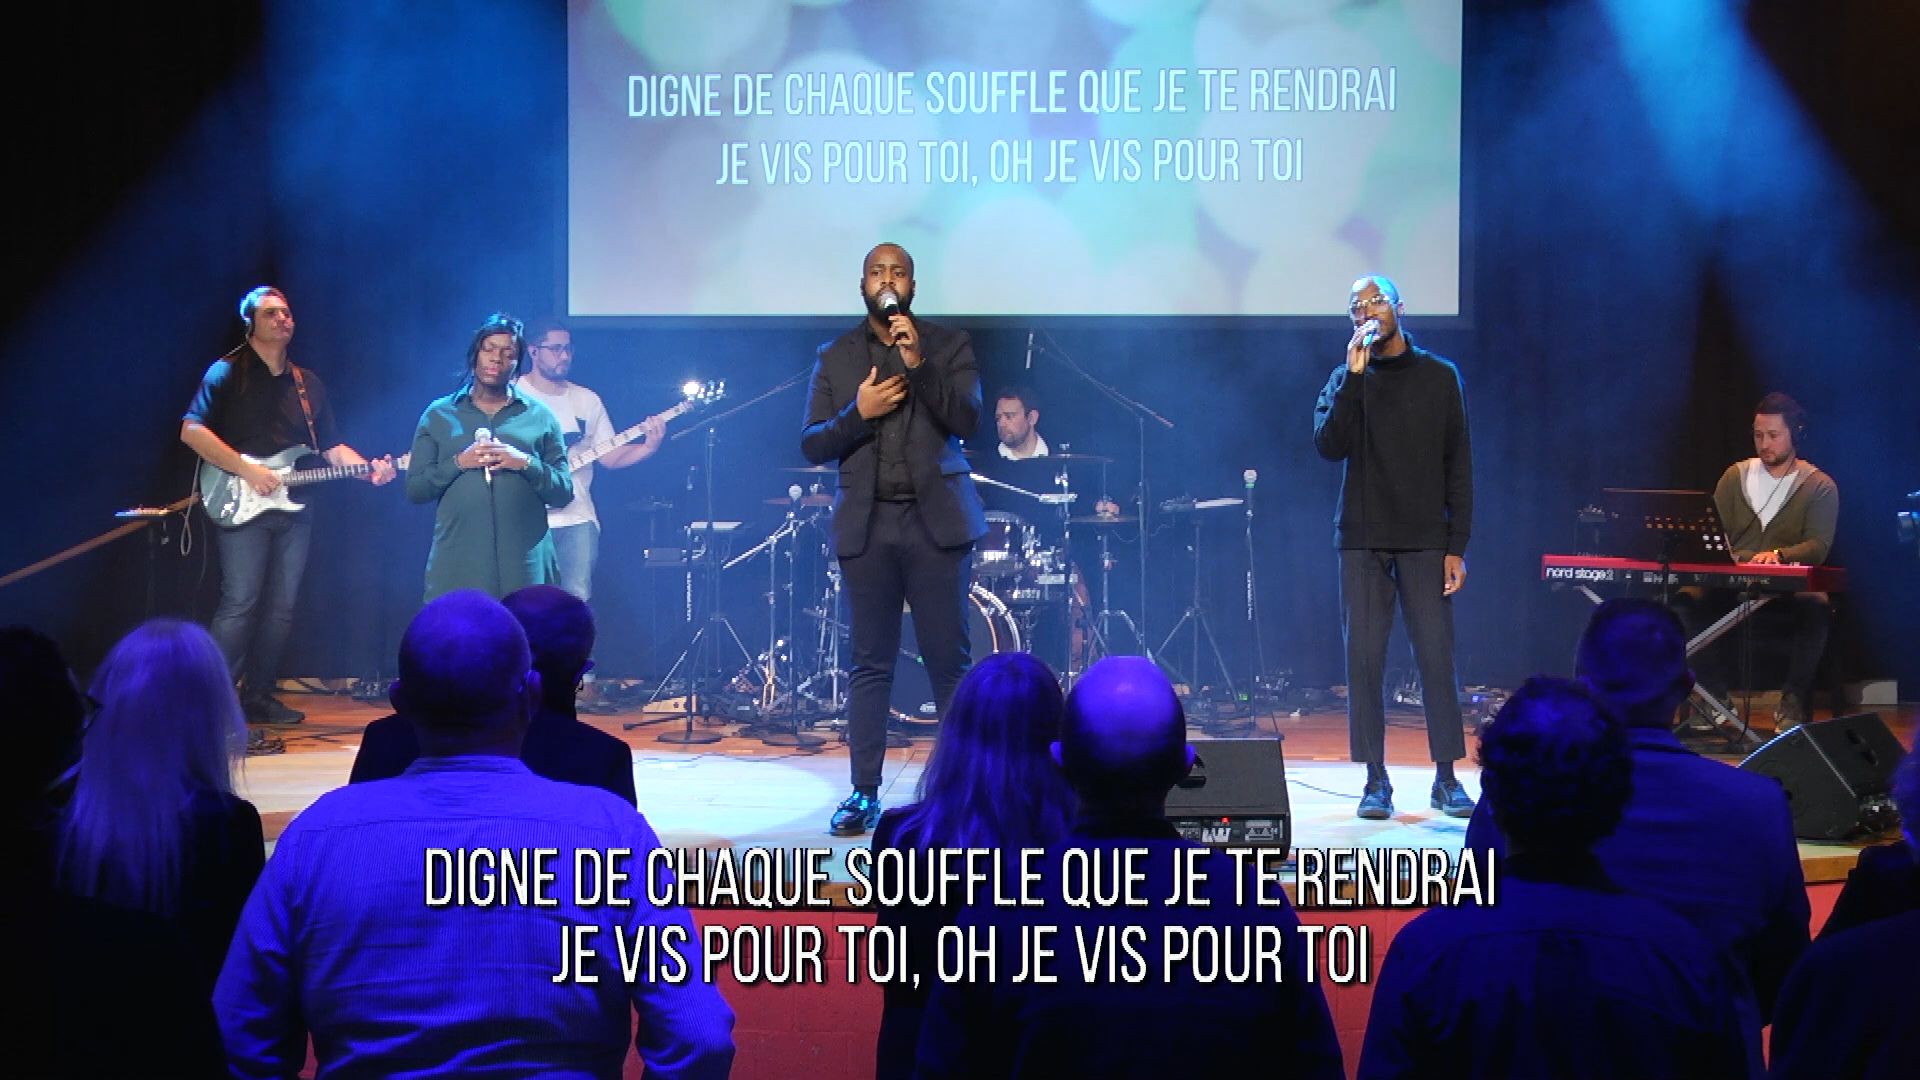 DIGNE DE CHAQUE SOUFFLE QUE JE TE RENDRAI
JE VIS POUR TOI, OH JE VIS POUR TOI
nord stage
DIGNE DE CHAQUE SOUFFLE QUE JE TE RENDRAI
JE VIS POUR TOI, OH JE VIS POUR TOI